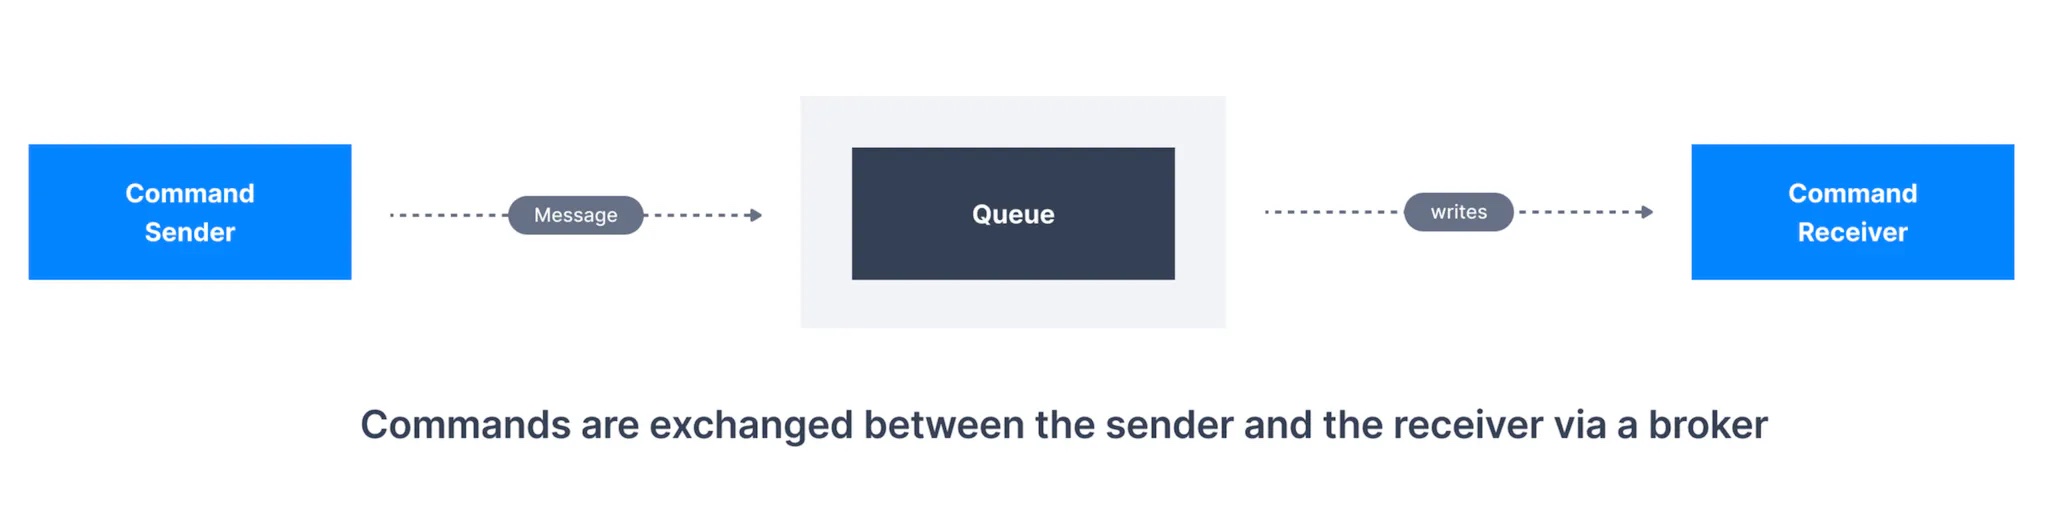 Command
Sender
Message
Queue
writes
Command
Receiver
Commands are exchanged between the sender and the receiver via a broker